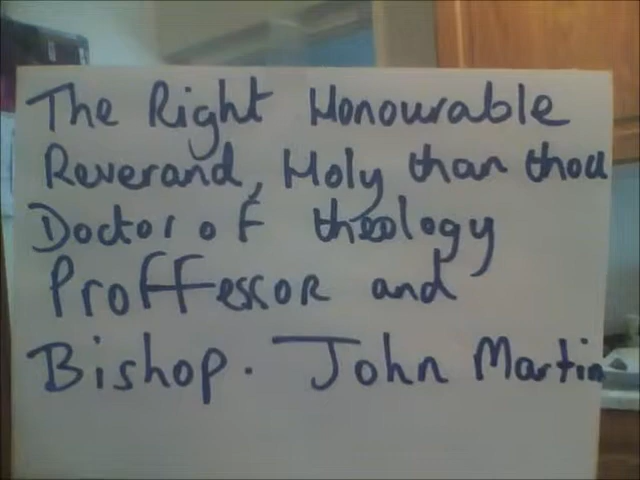 The Right Honourable
Reverand, Holy than thou
Doctor of theology
Proffessor and
Bishop. John Martin